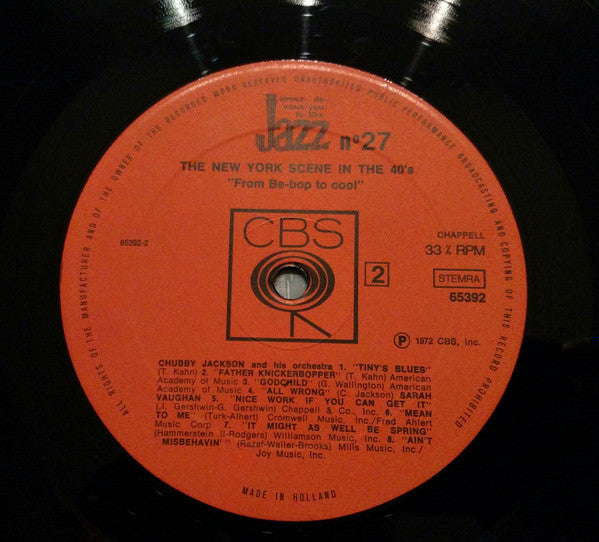 ALL RIGHTS OF THE MANUFACTURER AND OF THE OWNER OF THE RECORDED WORK RESERVED UNAUTHORIZED PUBLIC PERFORMANCE BROADCASTING AND COPYING OF THIS RECORD PROHIBITED
aimez- do
vous-you
le like
Jazz n°27
THE NEW YORK SCENE IN THE 40's
"From Be-bop to cool"
CBS
65392-2
CHAPPELL
33 ⅓ RPM
2
STEMRA
65392
Ⓟ 1972 CBS, Inc.
CHUBBY JACKSON and his orchestra 1. "TINY'S BLUES"
(T. Kahn) 2. "FATHER KNICKERBOPPER" (T. Kahn) American
Academy of Music 3. "GODCHILD" (G. Wallington) American
Academy of Music 4. "ALL WRONG" (C. Jackson) SARAH
VAUGHAN 5. "NICE WORK IF YOU CAN GET IT"
(I. Gershwin-G. Gershwin) Chappell & Co., Inc. 6. "MEAN
TO ME" (Turk-Alhert) Cromwell Music, Inc./Fred Ahlert
Music Corp. 7. "IT MIGHT AS WELL BE SPRING"
(Hammerstein II-Rodgers) Williamson Music, Inc. 8. "AIN'T
MISBEHAVIN'" (Razaf-Waller-Brooks) Mills Music, Inc./
Joy Music, Inc.
MADE IN HOLLAND